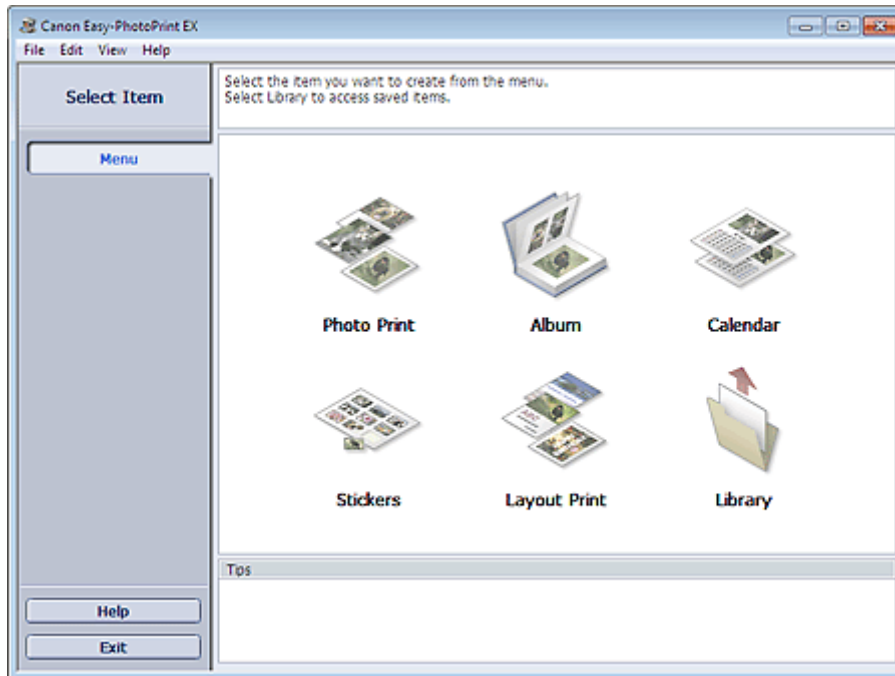 Canon Easy-PhotoPrint EX
File Edit View Help
Select Item
Select the item you want to create from the menu.
Select Library to access saved items.
Menu
Photo Print
Album
Calendar
Stickers
Layout Print
Library
Tips
Help
Exit